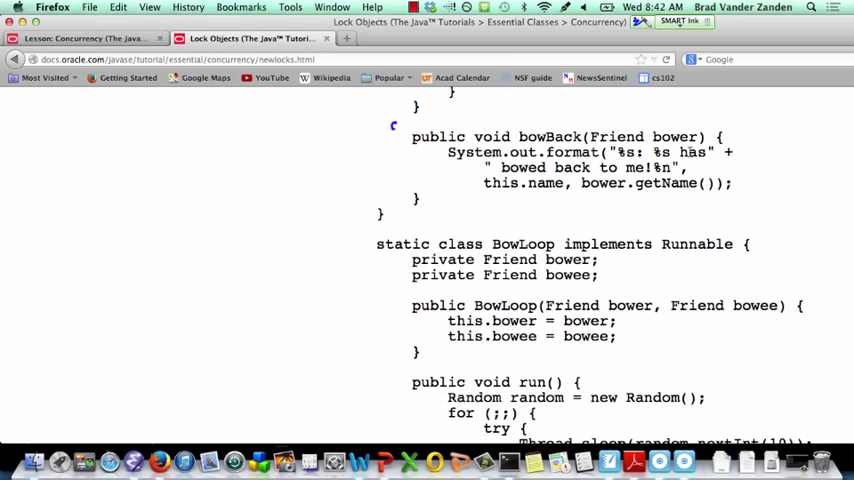 Firefox File Edit View History Bookmarks Tools Window Help Wed 8:42 AM Brad Vander Zanden
Lock Objects (The Java™ Tutorials > Essential Classes > Concurrency)
SMART Ink
Lesson: Concurrency (The Java...
Lock Objects (The Java™ Tutori...
docs.oracle.com/javase/tutorial/essential/concurrency/newlocks.html
Google
Most Visited Getting Started Google Maps YouTube Wikipedia Popular Acad Calendar NSF guide NewsSentinel cs102
}
}
public void bowBack(Friend bower) {
System.out.format("%s: %s has" +
" bowed back to me!%n",
this.name, bower.getName());
}
}
static class BowLoop implements Runnable {
private Friend bower;
private Friend bowee;
public BowLoop(Friend bower, Friend bowee) {
this.bower = bower;
this.bowee = bowee;
}
public void run() {
Random random = new Random();
for (;;) {
try {
Thread.sleep(random.nextInt(10));